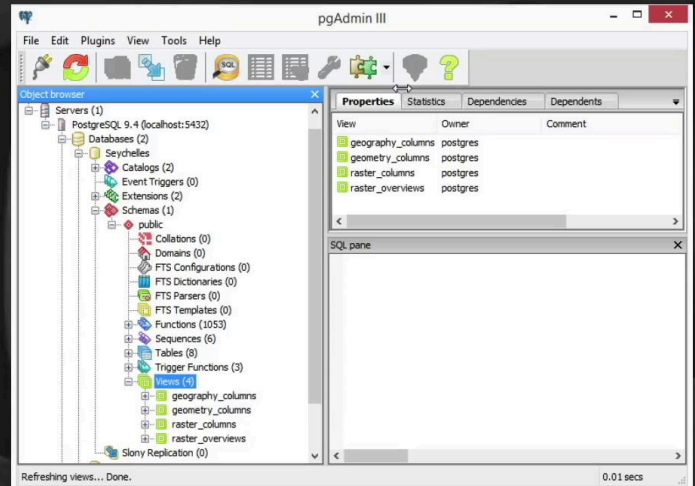 pgAdmin III
File Edit Plugins View Tools Help
SQL
Object browser
Servers (1)
PostgreSQL 9.4 (localhost:5432)
Databases (2)
Seychelles
Catalogs (2)
Event Triggers (0)
Extensions (2)
Schemas (1)
public
Collations (0)
Domains (0)
FTS Configurations (0)
FTS Dictionaries (0)
FTS Parsers (0)
FTS Templates (0)
Functions (1053)
Sequences (6)
Tables (8)
Trigger Functions (3)
Views (4)
geography_columns
geometry_columns
raster_columns
raster_overviews
Slony Replication (0)
Properties Statistics Dependencies Dependents
View Owner Comment
geography_columns postgres
geometry_columns postgres
raster_columns postgres
raster_overviews postgres
SQL pane
Refreshing views... Done. 0.01 secs